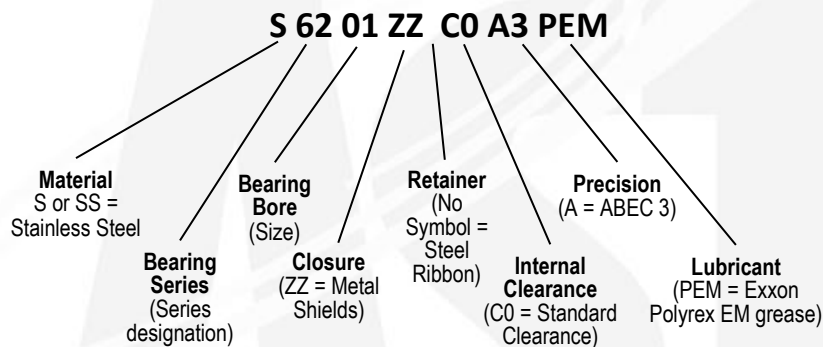 S 62 01 ZZ C0 A3 PEM
Material
S or SS =
Stainless Steel
Bearing
Series
(Series
designation)
Bearing
Bore
(Size)
Closure
(ZZ = Metal
Shields)
Retainer
(No
Symbol =
Steel
Ribbon)
Internal
Clearance
(C0 = Standard
Clearance)
Precision
(A = ABEC 3)
Lubricant
(PEM = Exxon
Polyrex EM grease)